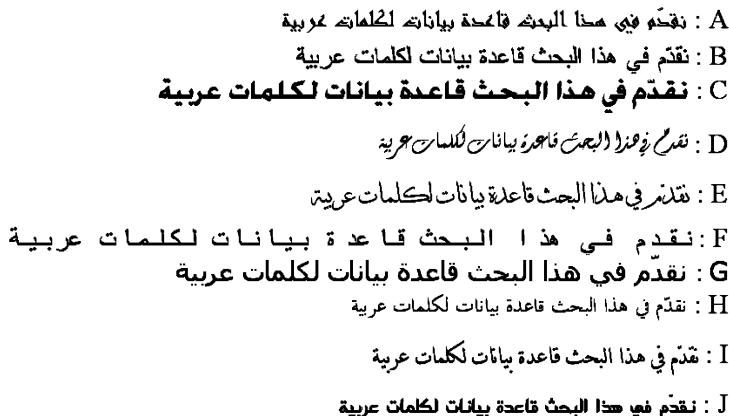 A : نقدّم في هذا البحث قاعدة بيانات لكلمات عربية
B : نقدّم في هذا البحث قاعدة بيانات لكلمات عربية
C : نقدّم في هذا البحث قاعدة بيانات لكلمات عربية
D : نقدم في هذا البحث قاعدة بيانات لكلمات عربية
E : نقدّم في هذا البحث قاعدة بيانات لكلمات عربية
F : نقدم في هذا البحث قاعدة بيانات لكلمات عربية
G : نقدّم في هذا البحث قاعدة بيانات لكلمات عربية
H : نقدّم في هذا البحث قاعدة بيانات لكلمات عربية
I : نقدّم في هذا البحث قاعدة بيانات لكلمات عربية
J : نقدّم في هذا البحث قاعدة بيانات لكلمات عربية